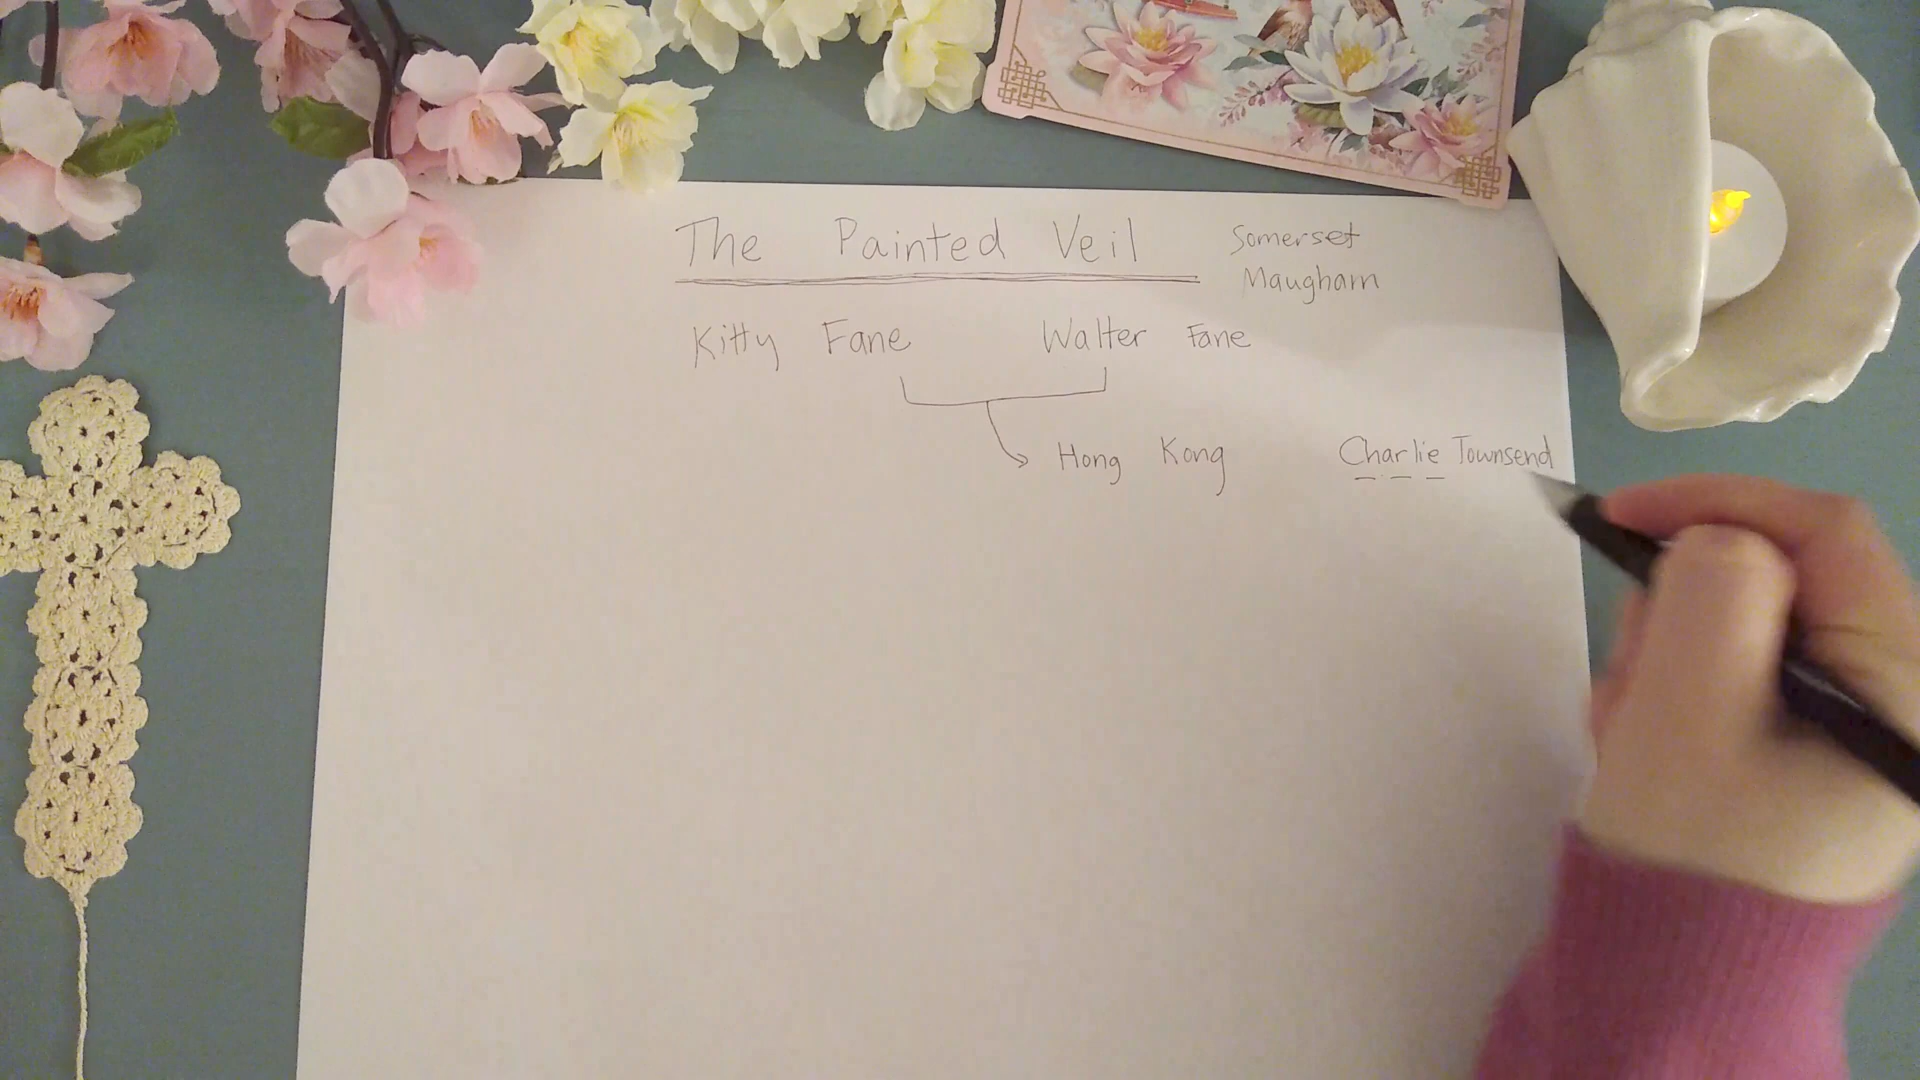 The Painted Veil
Somerset
Maugham
Kitty Fane Walter Fane
Hong Kong Charlie Townsend